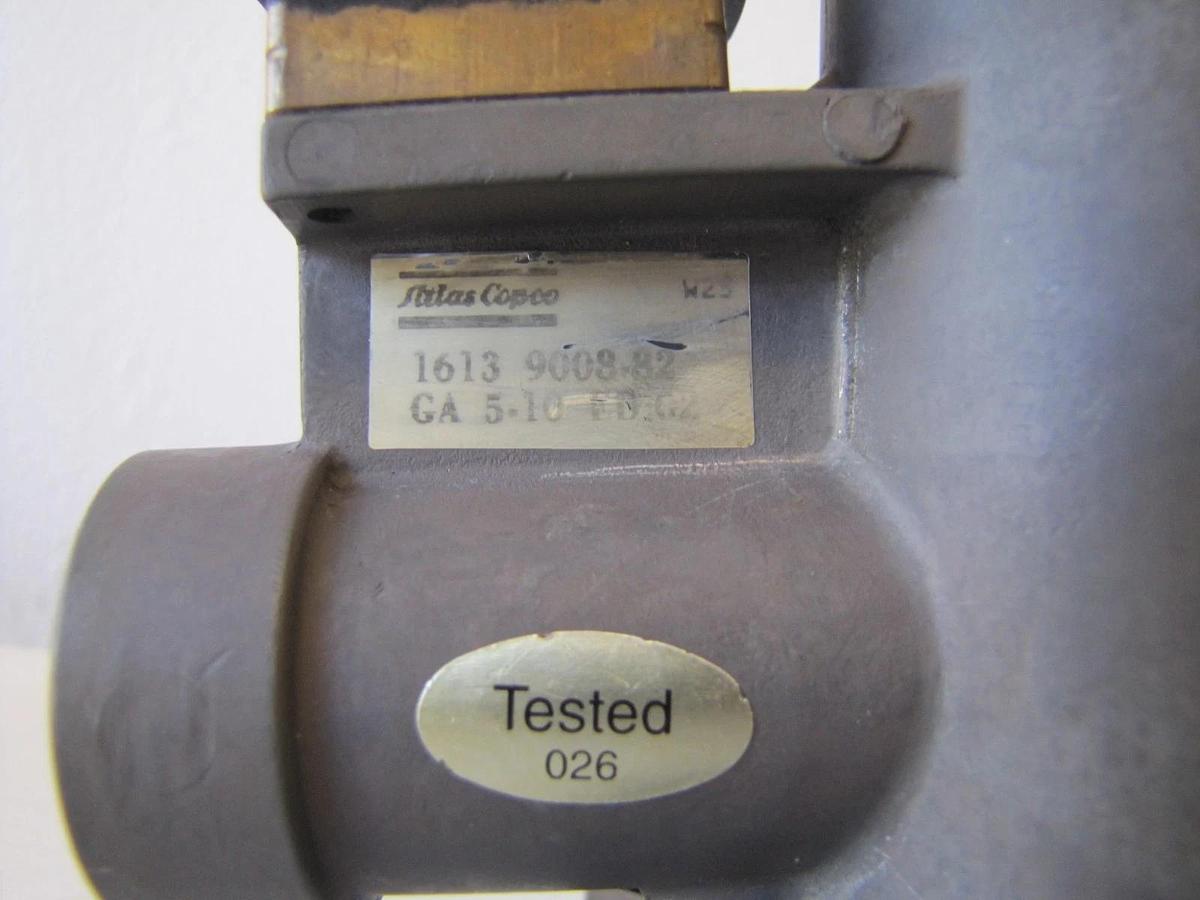 Atlas Copco
W25
1613 9008-82
GA 5-10
Tested
026